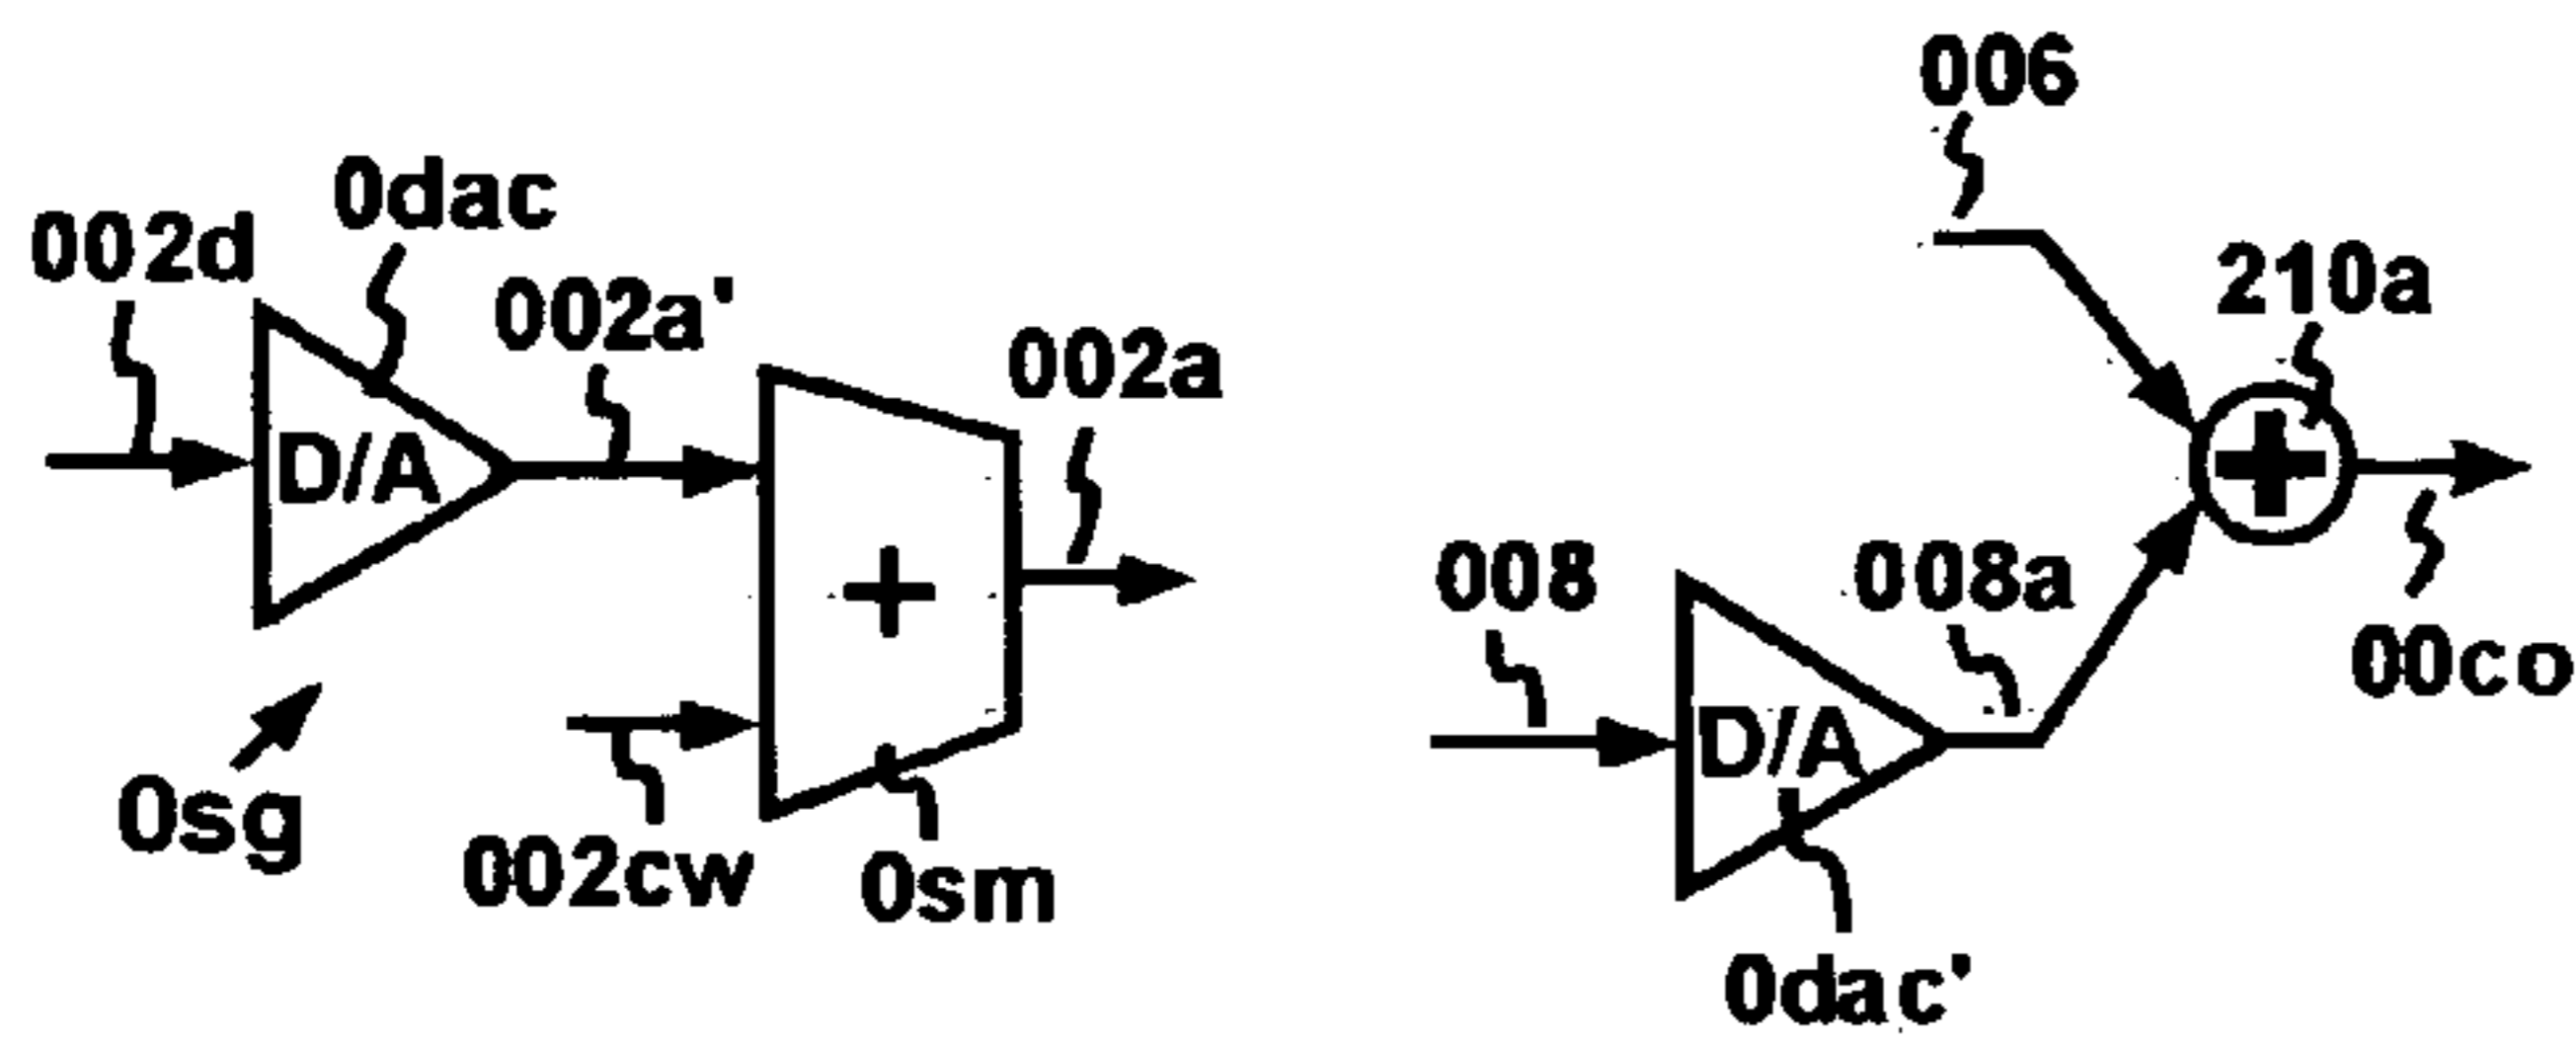 006
0dac
002d
210a
002a'
002a
D/A
+
+
008
008a
00co
0sg
D/A
002cw
0sm
0dac'